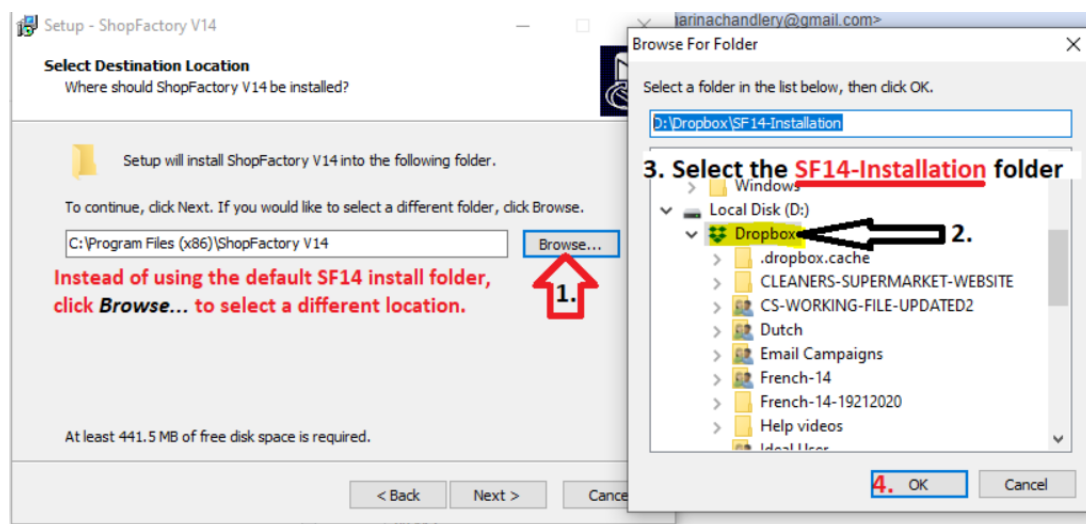 Setup - ShopFactory V14
Select Destination Location
Where should ShopFactory V14 be installed?
Setup will install ShopFactory V14 into the following folder.
To continue, click Next. If you would like to select a different folder, click Browse.
C:\Program Files (x86)\ShopFactory V14
Browse...
Instead of using the default SF14 install folder,
click Browse... to select a different location.
1.
At least 441.5 MB of free disk space is required.
< Back
Next >
Cance
jarinachandlery@gmail.com>
Browse For Folder
Select a folder in the list below, then click OK.
D:\Dropbox\SF14-Installation
3. Select the SF14-Installation folder
Windows
Local Disk (D:)
Dropbox
2.
.dropbox.cache
CLEANERS-SUPERMARKET-WEBSITE
CS-WORKING-FILE-UPDATED2
Dutch
Email Campaigns
French-14
French-14-19212020
Help videos
Ideal User
4.
OK
Cancel